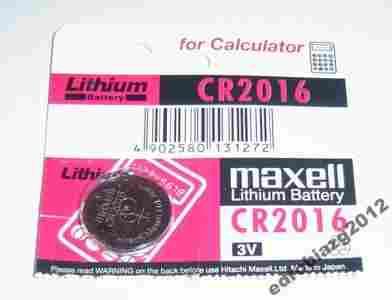 for Calculator
Lithium
Battery
CR2016
4 902580 131272
Lithium
maxell
Lithium Battery
CR2016
3V
Please read WARNING on the back before use Hitachi Maxell, Ltd. Made in Japan